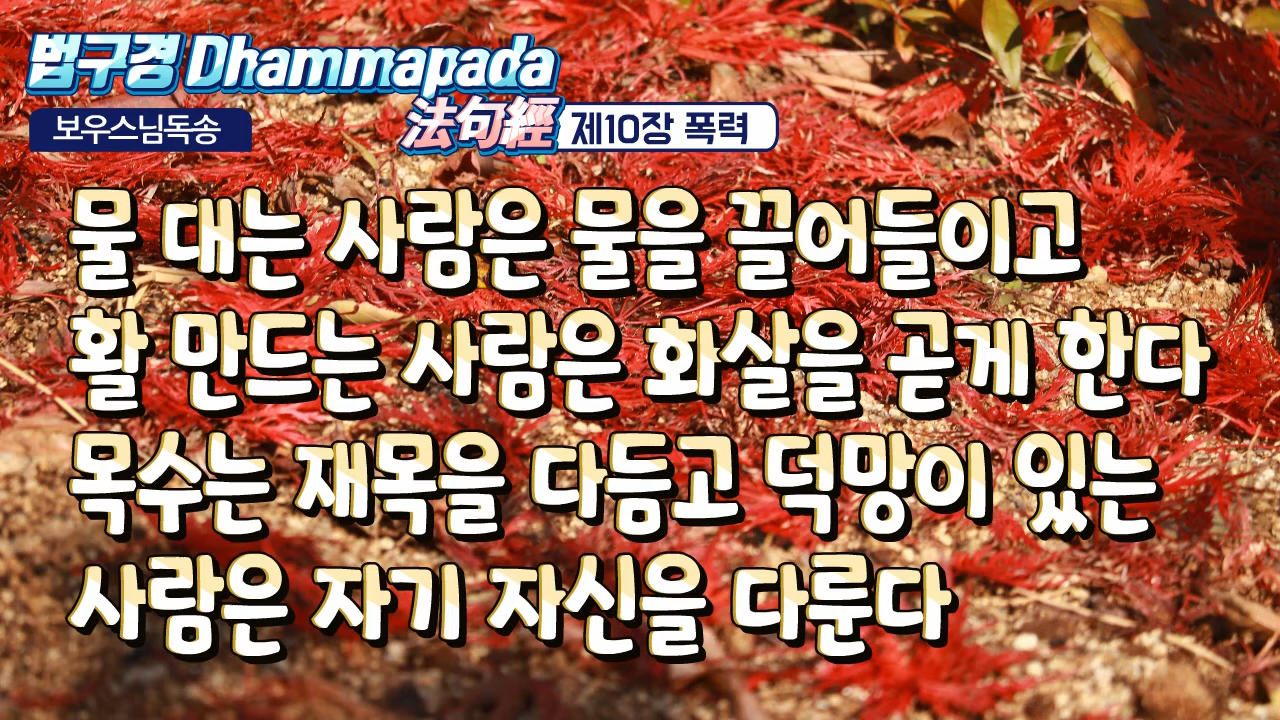 법구경 Dhammapada
보우스님독송
法句經 제10장 폭력
물 대는 사람은 물을 끌어들이고
활 만드는 사람은 화살을 곧게 한다
목수는 재목을 다듬고 덕망이 있는
사람은 자기 자신을 다룬다